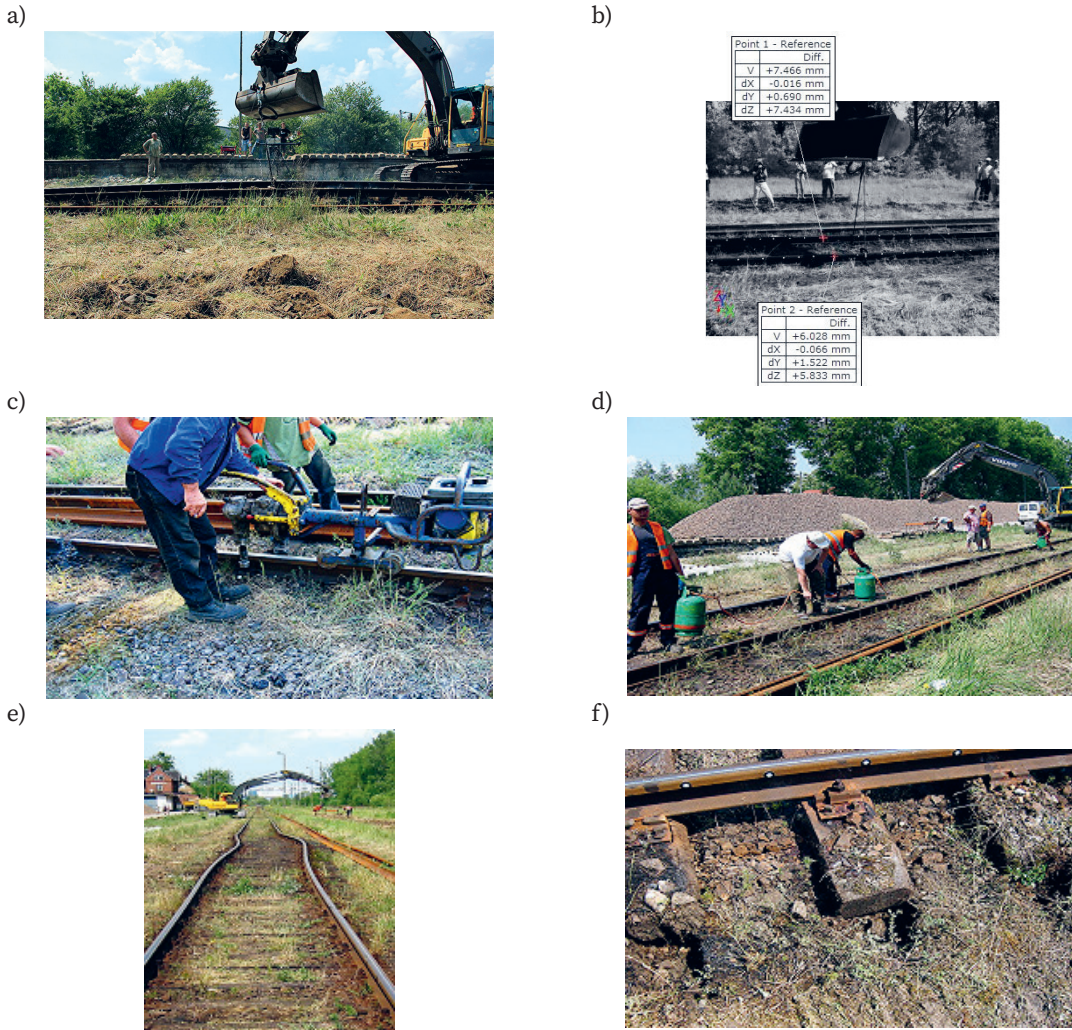 a)
b)
Point 1 - Reference
Diff.
V +7.466 mm
dX -0.016 mm
dY +0.690 mm
dZ +7.434 mm
Point 2 - Reference
Diff.
V +6.028 mm
dX -0.066 mm
dY +1.522 mm
dZ +5.833 mm
c)
d)
VOLVO
e)
f)